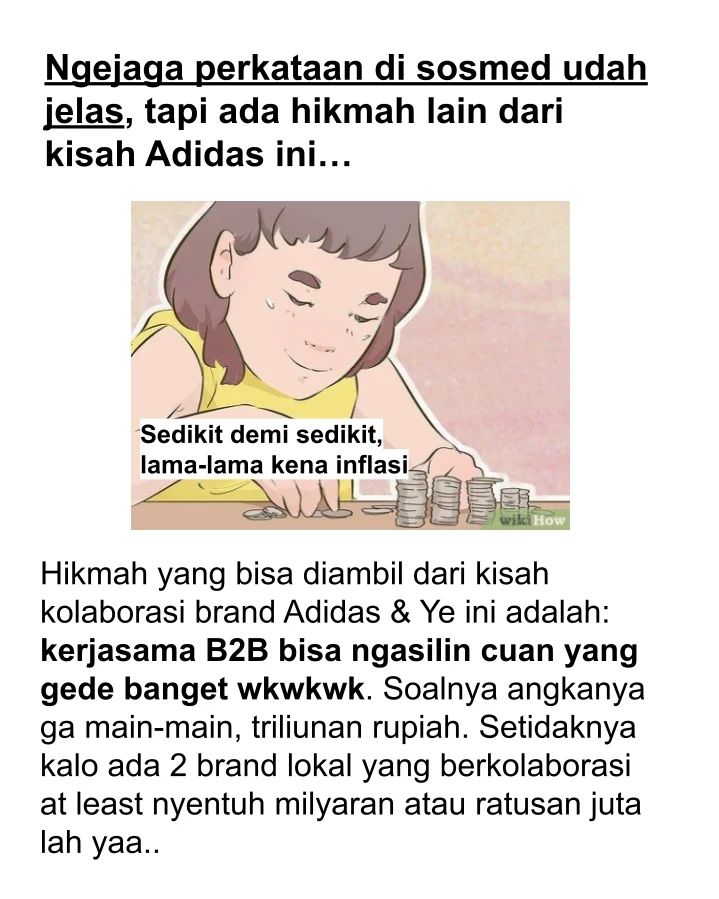 Ngejaga perkataan di sosmed udah
jelas, tapi ada hikmah lain dari
kisah Adidas ini…
Sedikit demi sedikit,
lama-lama kena inflasi
wikiHow
Hikmah yang bisa diambil dari kisah
kolaborasi brand Adidas & Ye ini adalah:
kerjasama B2B bisa ngasilin cuan yang
gede banget wkwkwk. Soalnya angkanya
ga main-main, triliunan rupiah. Setidaknya
kalo ada 2 brand lokal yang berkolaborasi
at least nyentuh milyaran atau ratusan juta
lah yaa..